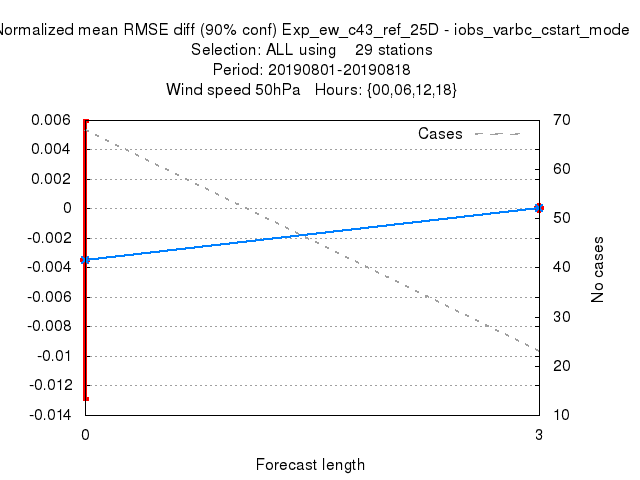 Normalized mean RMSE diff (90% conf) Exp_ew_c43_ref_25D - iobs_varbc_cstart_mode
Selection: ALL using 29 stations
Period: 20190801-20190818
Wind speed 50hPa Hours: {00,06,12,18}
Cases
0.006
0.004
0.002
0
-0.002
-0.004
-0.006
-0.008
-0.01
-0.012
-0.014
70
60
50
40
30
20
10
No cases
0
3
Forecast length